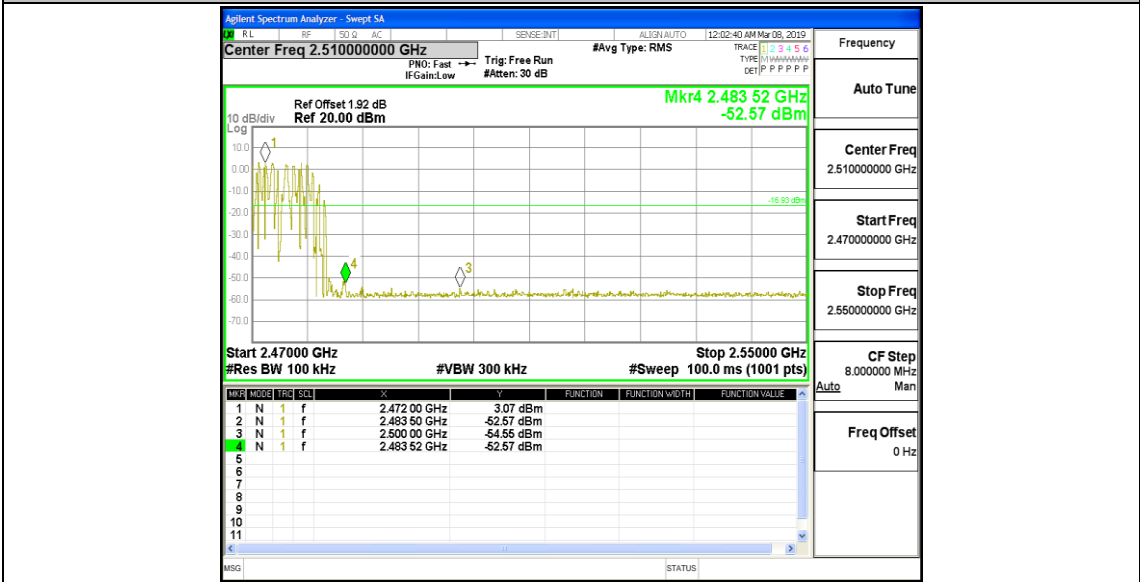 Agilent Spectrum Analyzer - Swept SA
RL RF 50 Ω AC SENSE:INT ALIGN AUTO 12:02:40 AM Mar 08, 2019
Center Freq 2.510000000 GHz
#Avg Type: RMS
TRACE 1 2 3 4 5 6
TYPE M WWWWW
DET P P P P P P
PNO: Fast
IFGain:Low
Trig: Free Run
#Atten: 30 dB
Mkr4 2.483 52 GHz
-52.57 dBm
Ref Offset 1.92 dB
Ref 20.00 dBm
10 dB/div
Log
10.0
0.00
-10.0
-20.0
-30.0
-40.0
-50.0
-60.0
-70.0
1
4
3
-16.93 dBm
Start 2.47000 GHz Stop 2.55000 GHz
#Res BW 100 kHz #VBW 300 kHz #Sweep 100.0 ms (1001 pts)
MKR MODE TRC SCL X Y FUNCTION FUNCTION WIDTH FUNCTION VALUE
1 N 1 f 2.472 00 GHz 3.07 dBm
2 N 1 f 2.483 50 GHz -52.57 dBm
3 N 1 f 2.500 00 GHz -54.55 dBm
4 N 1 f 2.483 52 GHz -52.57 dBm
5
6
7
8
9
10
11
MSG STATUS
Frequency
Auto Tune
Center Freq
2.510000000 GHz
Start Freq
2.470000000 GHz
Stop Freq
2.550000000 GHz
CF Step
8.000000 MHz
Auto Man
Freq Offset
0 Hz